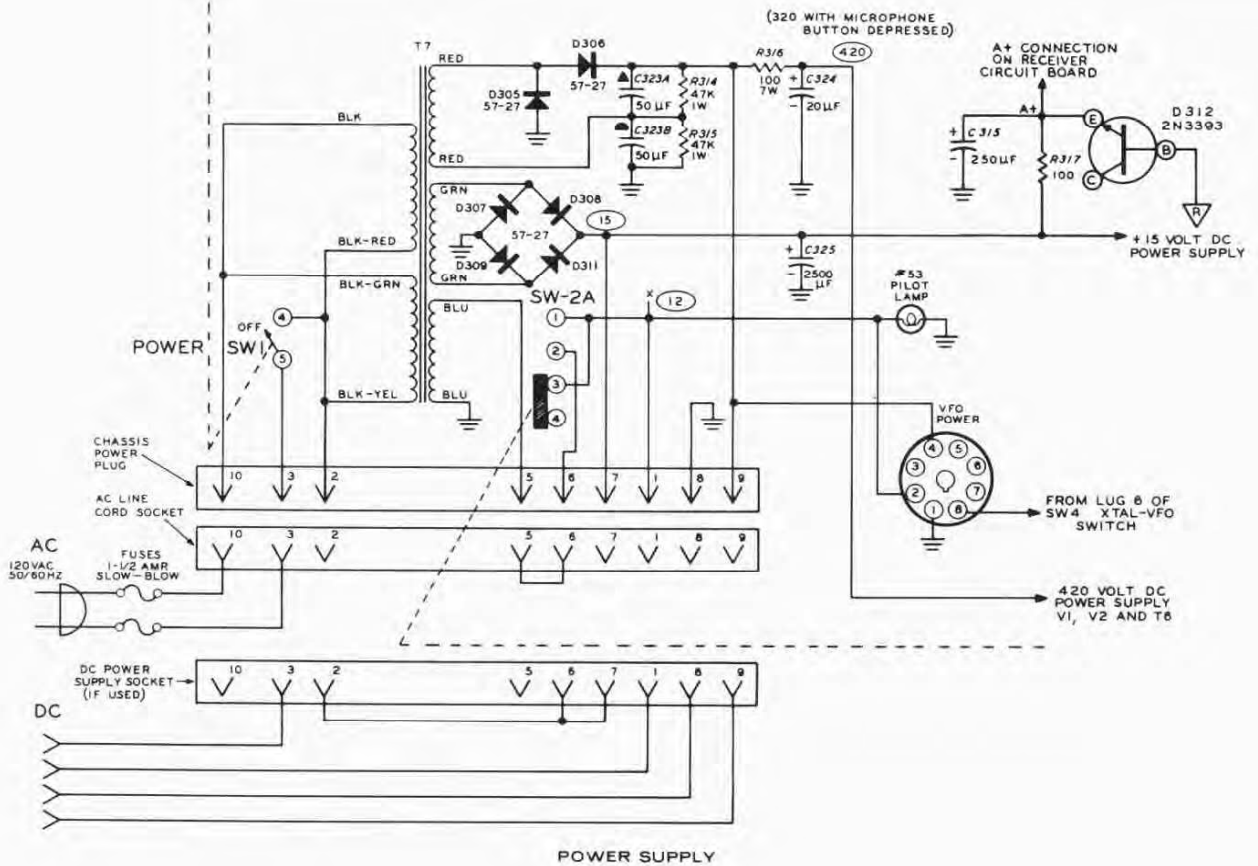 (320 WITH MICROPHONE
BUTTON DEPRESSED)
420
A+ CONNECTION
ON RECEIVER
CIRCUIT BOARD
T7
RED
D306
57-27
D305
57-27
C323A
50µF
R314
47K
1W
R316
100
7W
+ C324
- 20µF
A+
E
D312
2N3393
+ C315
- 250µF
R317
100
B
C
R
BLK
C323B
50µF
R315
47K
1W
RED
GRN
D307
D308
15
57-27
D309
D311
GRN
+ C325
- 2500
µF
+15 VOLT DC
POWER SUPPLY
BLK-RED
BLK-GRN
BLU
SW-2A
1
2
3
4
X
12
#53
PILOT
LAMP
OFF
4
5
POWER SW1
BLK-YEL
BLU
VFO
POWER
4 5
3 6
2 7
1 8
FROM LUG 6 OF
SW4 XTAL-VFO
SWITCH
CHASSIS
POWER
PLUG
10 3 2 5 6 7 1 8 9
AC LINE
CORD SOCKET
10 3 2 5 6 7 1 8 9
AC
120VAC
50/60HZ
FUSES
1-1/2 AMR
SLOW-BLOW
420 VOLT DC
POWER SUPPLY
V1, V2 AND T6
DC POWER
SUPPLY SOCKET
(IF USED)
10 3 2 5 6 7 1 8 9
DC
POWER SUPPLY